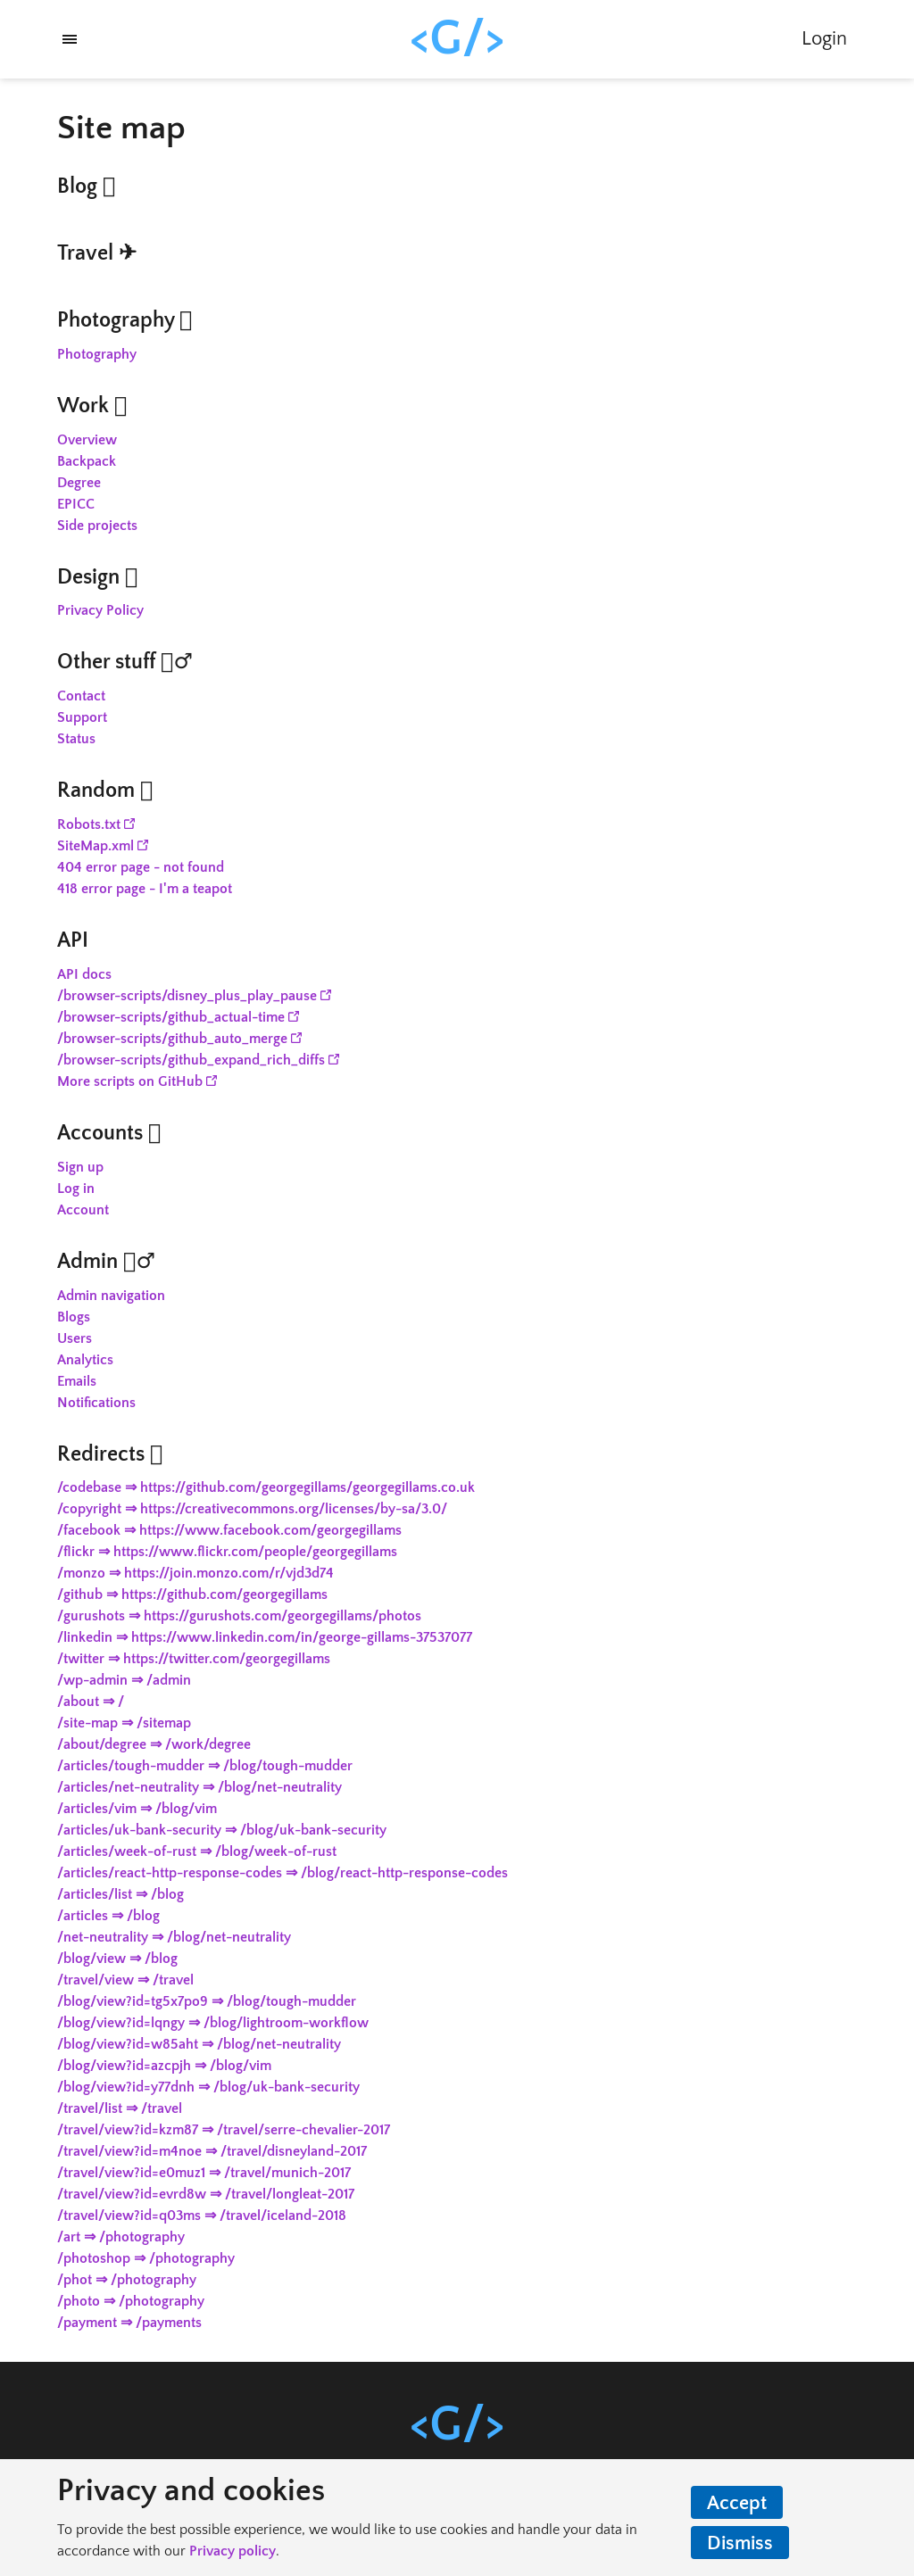 <G/>
Login
Site map
Blog
Travel ✈
Photography
Photography
Work
Overview
Backpack
Degree
EPICC
Side projects
Design
Privacy Policy
Other stuff ♂
Contact
Support
Status
Random
Robots.txt
SiteMap.xml
404 error page - not found
418 error page - I'm a teapot
API
API docs
/browser-scripts/disney_plus_play_pause
/browser-scripts/github_actual-time
/browser-scripts/github_auto_merge
/browser-scripts/github_expand_rich_diffs
More scripts on GitHub
Accounts
Sign up
Log in
Account
Admin ♂
Admin navigation
Blogs
Users
Analytics
Emails
Notifications
Redirects
/codebase ⇒ https://github.com/georgegillams/georgegillams.co.uk
/copyright ⇒ https://creativecommons.org/licenses/by-sa/3.0/
/facebook ⇒ https://www.facebook.com/georgegillams
/flickr ⇒ https://www.flickr.com/people/georgegillams
/monzo ⇒ https://join.monzo.com/r/vjd3d74
/github ⇒ https://github.com/georgegillams
/gurushots ⇒ https://gurushots.com/georgegillams/photos
/linkedin ⇒ https://www.linkedin.com/in/george-gillams-37537077
/twitter ⇒ https://twitter.com/georgegillams
/wp-admin ⇒ /admin
/about ⇒ /
/site-map ⇒ /sitemap
/about/degree ⇒ /work/degree
/articles/tough-mudder ⇒ /blog/tough-mudder
/articles/net-neutrality ⇒ /blog/net-neutrality
/articles/vim ⇒ /blog/vim
/articles/uk-bank-security ⇒ /blog/uk-bank-security
/articles/week-of-rust ⇒ /blog/week-of-rust
/articles/react-http-response-codes ⇒ /blog/react-http-response-codes
/articles/list ⇒ /blog
/articles ⇒ /blog
/net-neutrality ⇒ /blog/net-neutrality
/blog/view ⇒ /blog
/travel/view ⇒ /travel
/blog/view?id=tg5x7po9 ⇒ /blog/tough-mudder
/blog/view?id=lqngy ⇒ /blog/lightroom-workflow
/blog/view?id=w85aht ⇒ /blog/net-neutrality
/blog/view?id=azcpjh ⇒ /blog/vim
/blog/view?id=y77dnh ⇒ /blog/uk-bank-security
/travel/list ⇒ /travel
/travel/view?id=kzm87 ⇒ /travel/serre-chevalier-2017
/travel/view?id=m4noe ⇒ /travel/disneyland-2017
/travel/view?id=e0muz1 ⇒ /travel/munich-2017
/travel/view?id=evrd8w ⇒ /travel/longleat-2017
/travel/view?id=q03ms ⇒ /travel/iceland-2018
/art ⇒ /photography
/photoshop ⇒ /photography
/phot ⇒ /photography
/photo ⇒ /photography
/payment ⇒ /payments
<G/>
Privacy and cookies
To provide the best possible experience, we would like to use cookies and handle your data in
accordance with our Privacy policy.
Accept
Dismiss